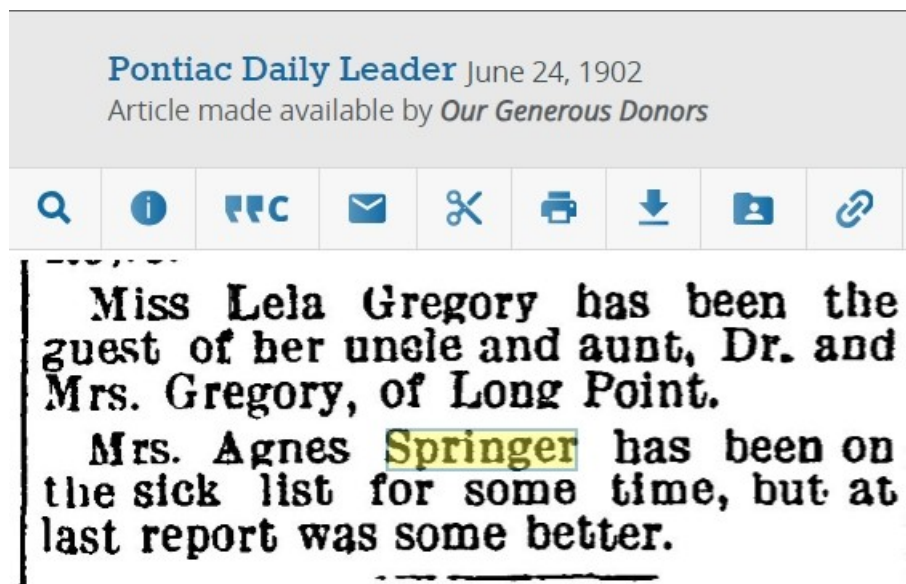 Pontiac Daily Leader June 24, 1902
Article made available by Our Generous Donors
Miss Lela Gregory has been the
guest of her uncle and aunt, Dr. and
Mrs. Gregory, of Long Point.
Mrs. Agnes Springer has been on
the sick list for some time, but at
last report was some better.